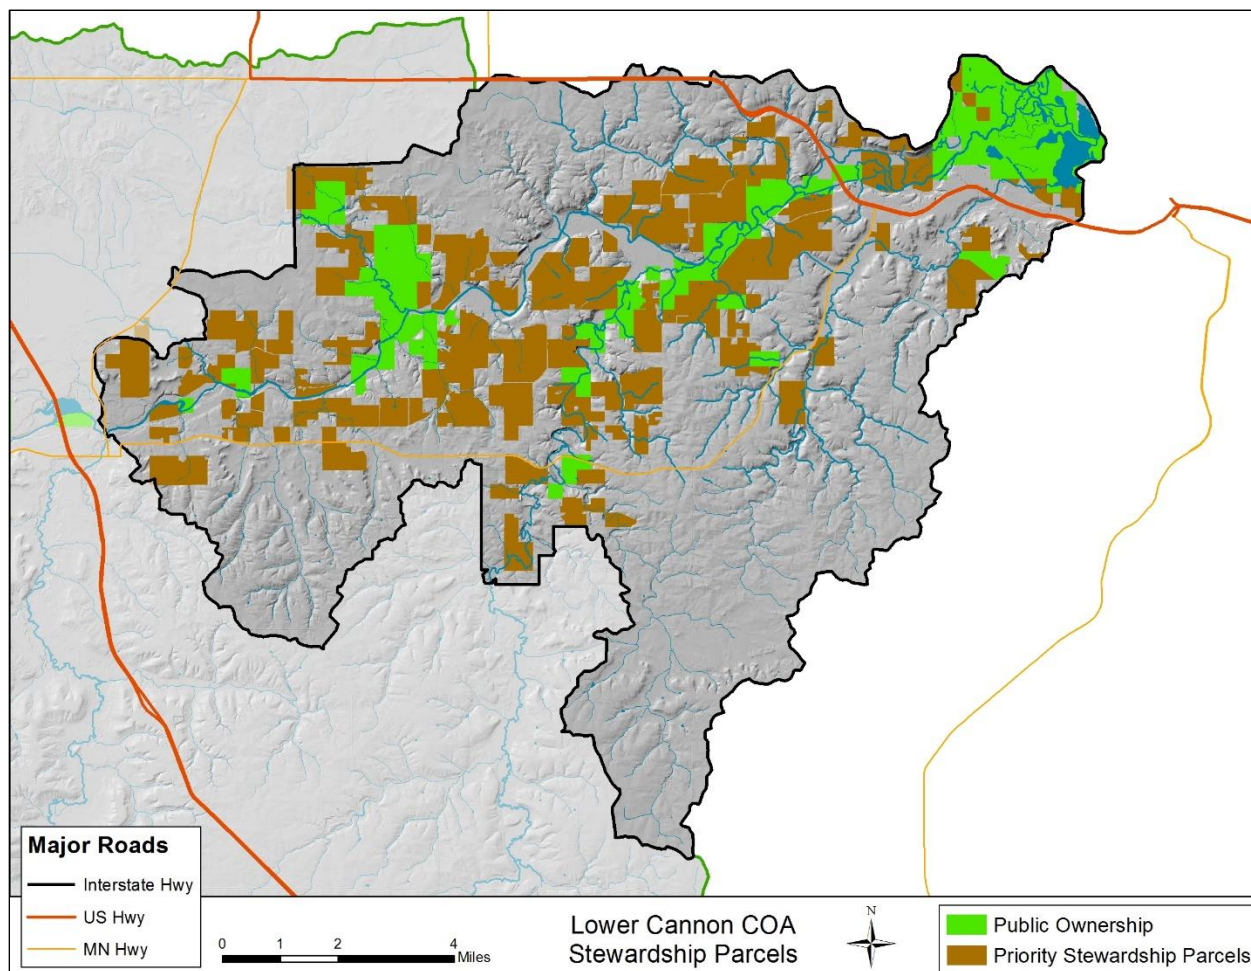 Major Roads
Interstate Hwy
US Hwy
MN Hwy
0 1 2 4
Miles
Lower Cannon COA
Stewardship Parcels
N
Public Ownership
Priority Stewardship Parcels